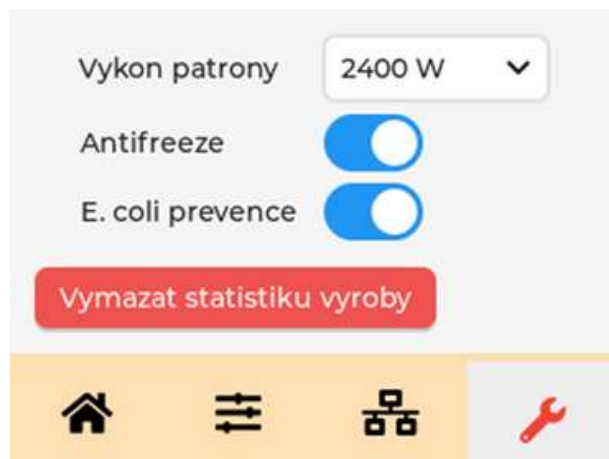 Vykon patrony 2400 W
Antifreeze
E. coli prevence
Vymazat statistiku vyroby